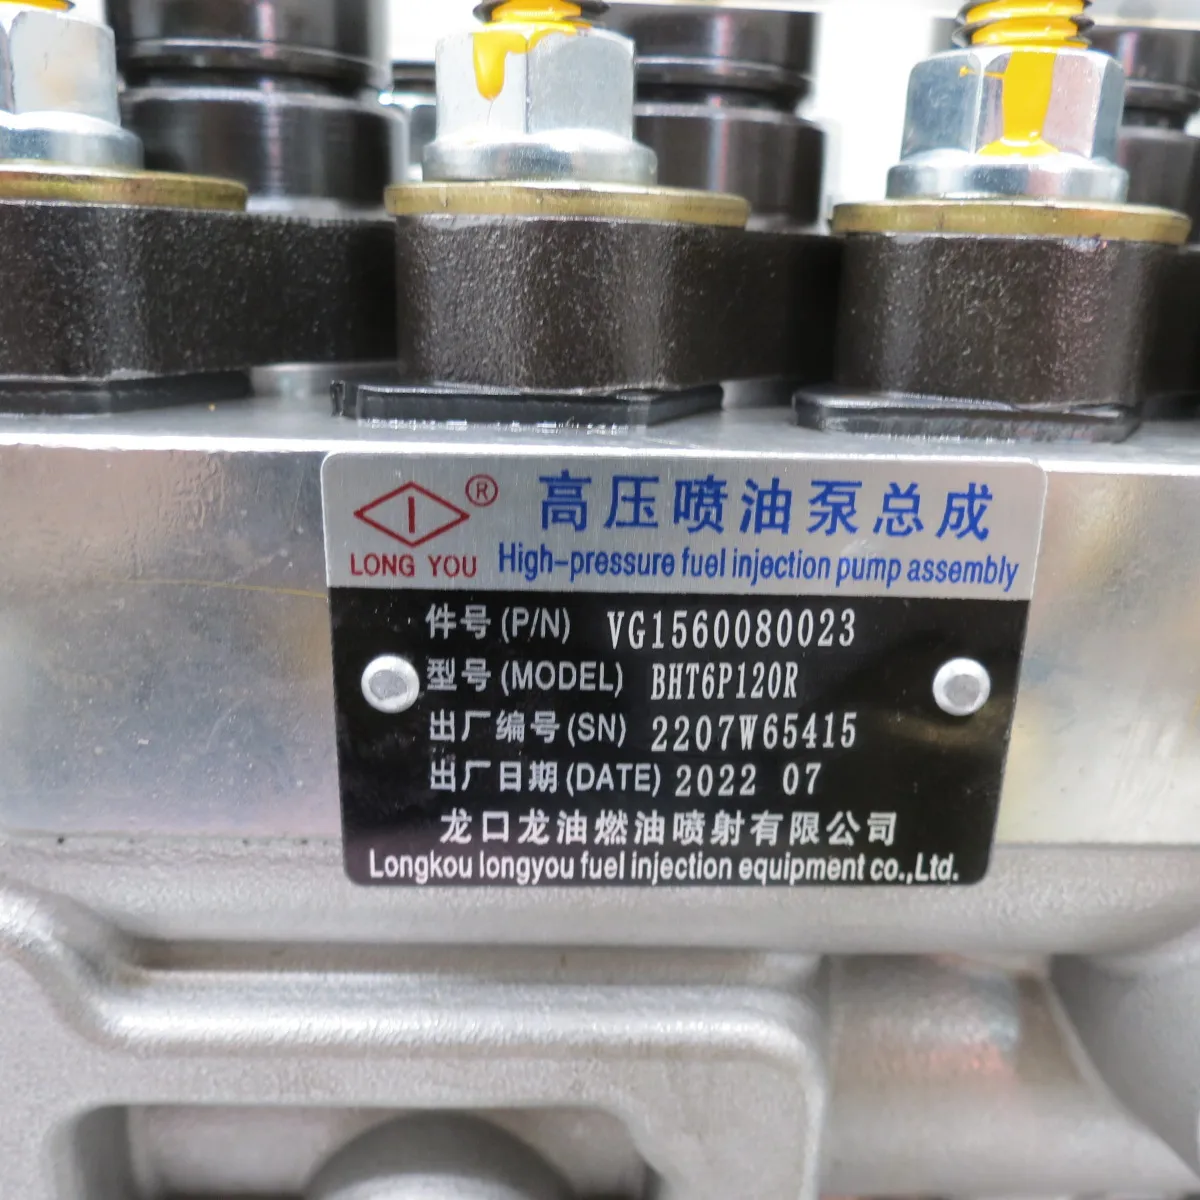 ®
LONG YOU
高压喷油泵总成
High-pressure fuel injection pump assembly
件号(P/N) VG1560080023
型号(MODEL) BHT6P120R
出厂编号(SN) 2207W65415
出厂日期(DATE) 2022 07
龙口龙油燃油喷射有限公司
Longkou longyou fuel injection equipment co.,Ltd.